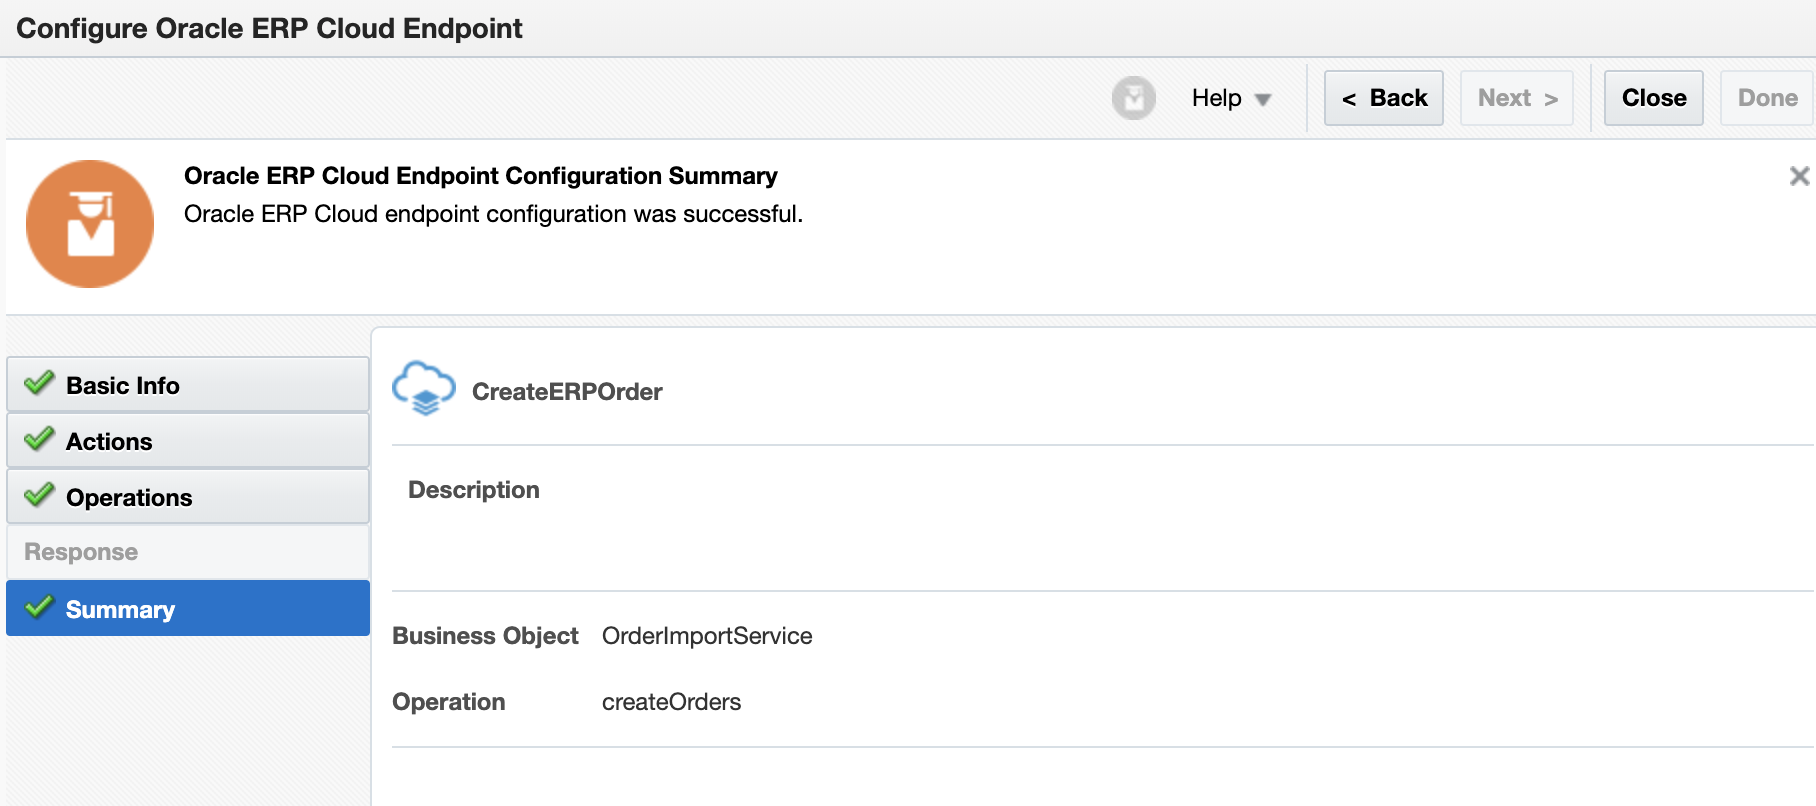 Configure Oracle ERP Cloud Endpoint
Help
< Back
Next >
Close
Done
Oracle ERP Cloud Endpoint Configuration Summary
Oracle ERP Cloud endpoint configuration was successful.
Basic Info
Actions
Operations
Response
Summary
CreateERPOrder
Description
Business Object OrderImportService
Operation createOrders